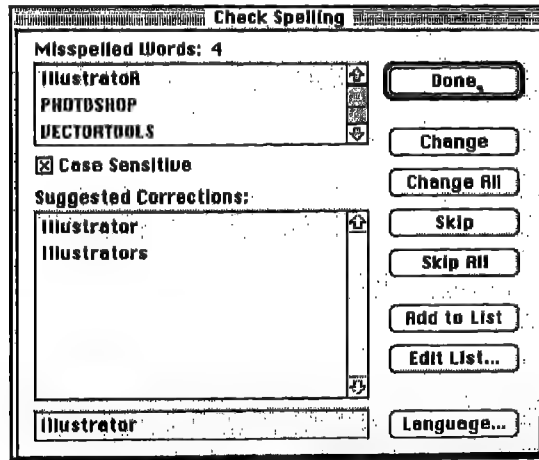 Check Spelling
Misspelled Words: 4
IllustratoR
PHOTOSHOP
VECTORTOOLS
Case Sensitive
Suggested Corrections:
Illustrator
Illustrators
Illustrator
Done
Change
Change All
Skip
Skip All
Add to List
Edit List...
Language...